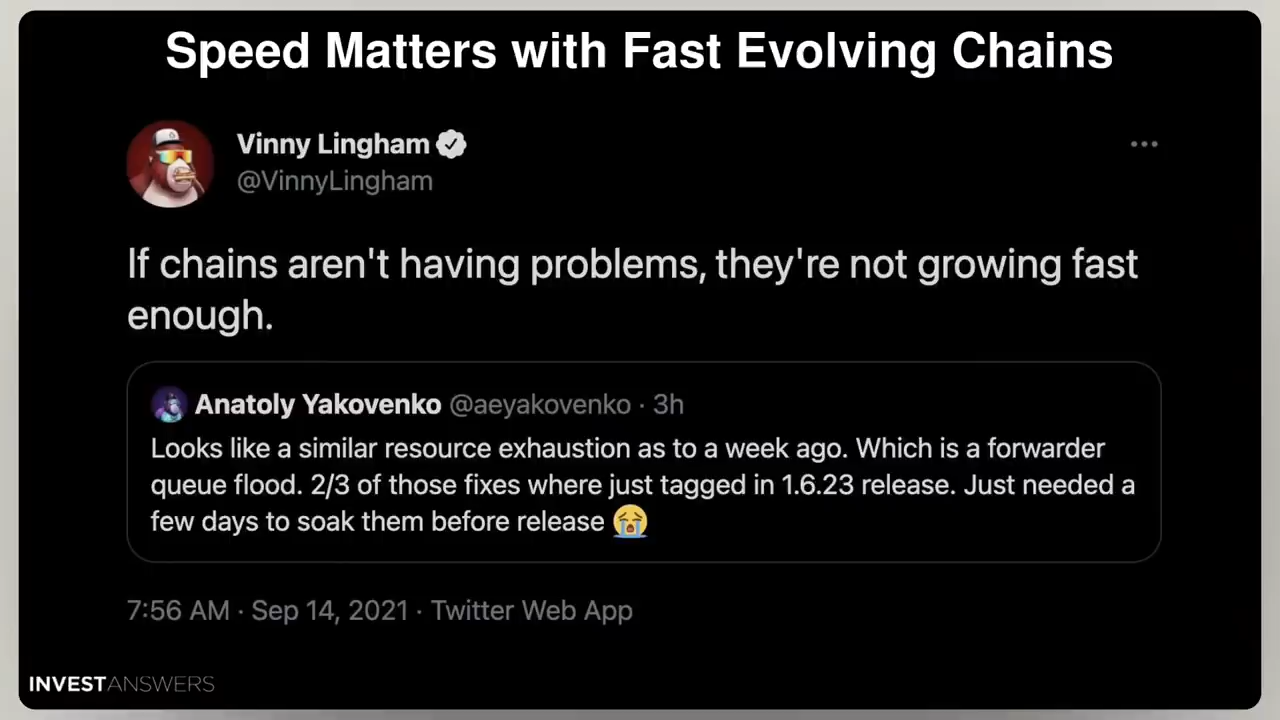 Speed Matters with Fast Evolving Chains
Vinny Lingham
@VinnyLingham
If chains aren't having problems, they're not growing fast
enough.
Anatoly Yakovenko @aeyakovenko · 3h
Looks like a similar resource exhaustion as to a week ago. Which is a forwarder
queue flood. 2/3 of those fixes where just tagged in 1.6.23 release. Just needed a
few days to soak them before release 😭
7:56 AM · Sep 14, 2021 · Twitter Web App
INVESTANSWERS